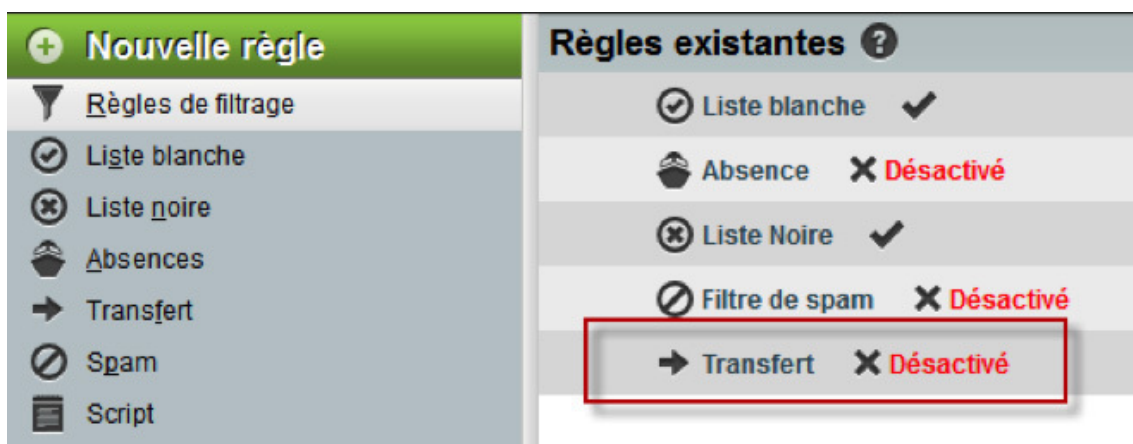 Nouvelle règle
Règles de filtrage
Liste blanche
Liste noire
Absences
Transfert
Spam
Script
Règles existantes ?
Liste blanche
Absence Désactivé
Liste Noire
Filtre de spam Désactivé
Transfert Désactivé